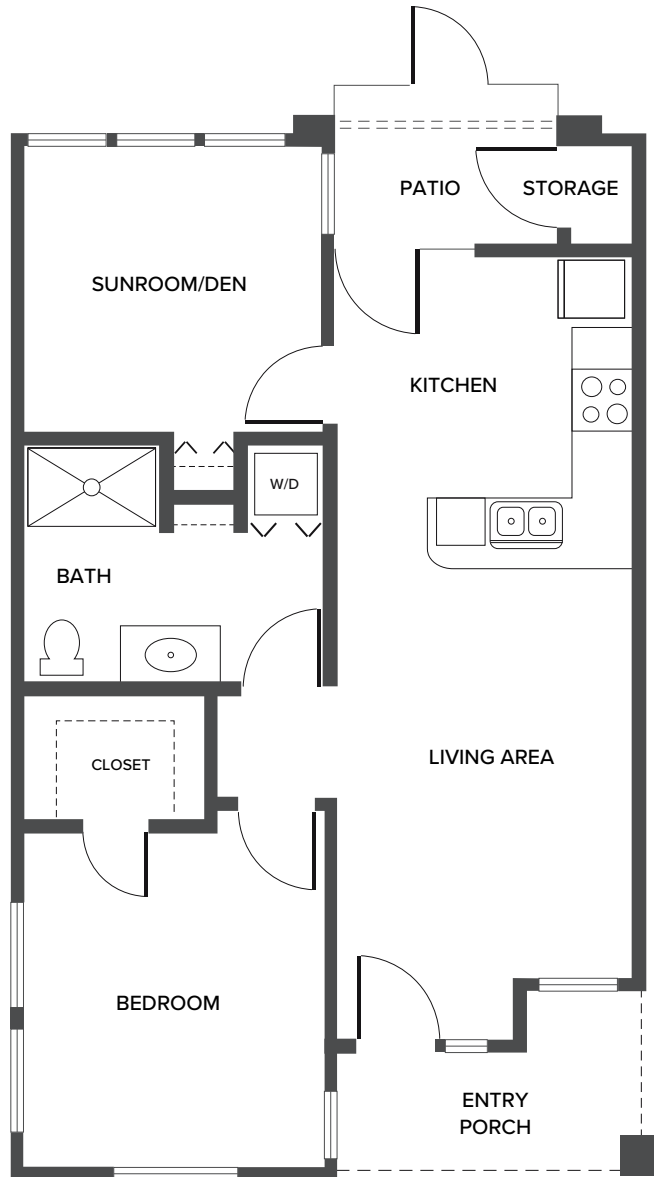 PATIO
STORAGE
SUNROOM/DEN
KITCHEN
W/D
BATH
LIVING AREA
CLOSET
BEDROOM
ENTRY
PORCH